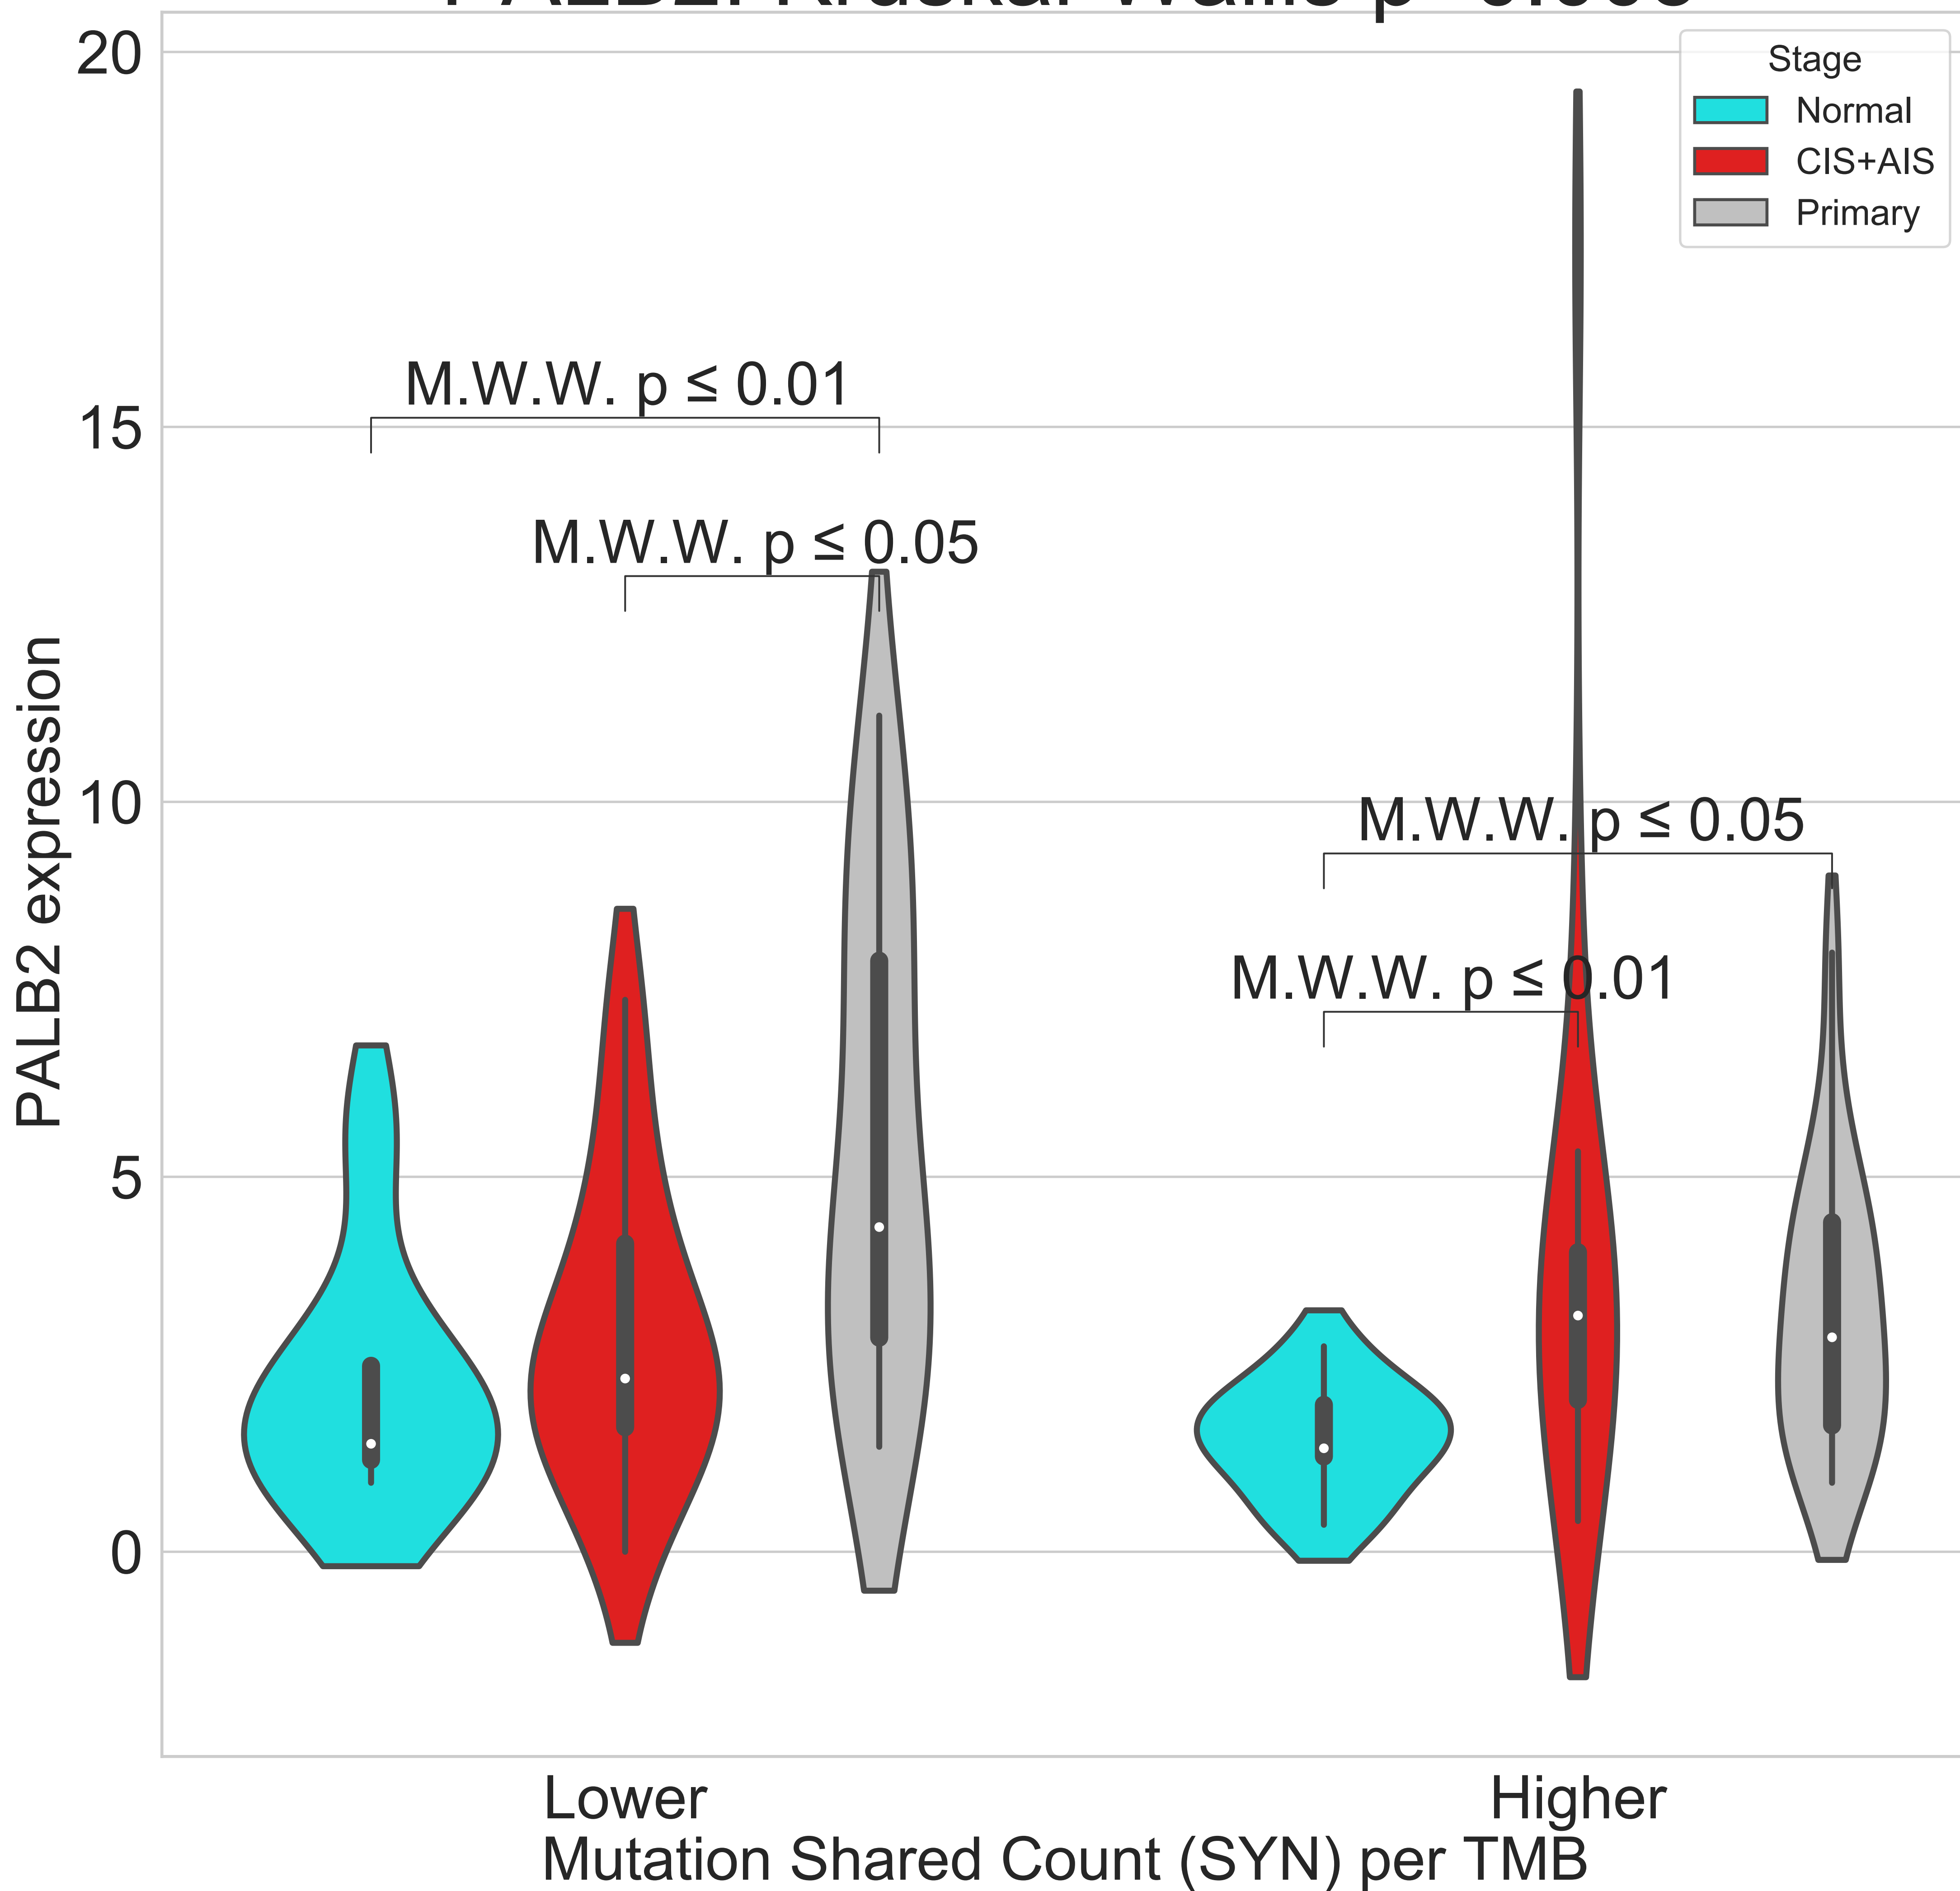 20
15
10
5
0
PALB2 expression
Stage
Normal
CIS+AIS
Primary
M.W.W. p ≤ 0.01
M.W.W. p ≤ 0.05
M.W.W. p ≤ 0.05
M.W.W. p ≤ 0.01
Lower
Higher
Mutation Shared Count (SYN) per TMB